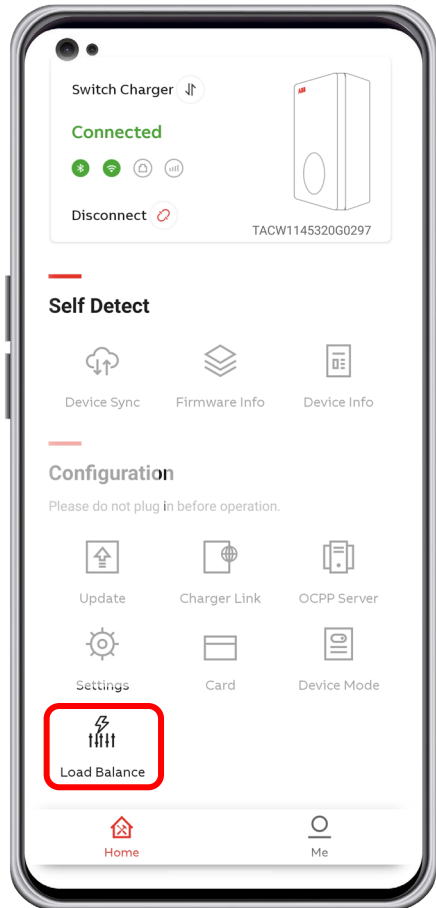 Switch Charger
ABB
Connected
Disconnect
TACW1145320G0297
Self Detect
Device Sync Firmware Info Device Info
Configuration
Please do not plug in before operation.
Update Charger Link OCPP Server
Settings Card Device Mode
Load Balance
Home Me